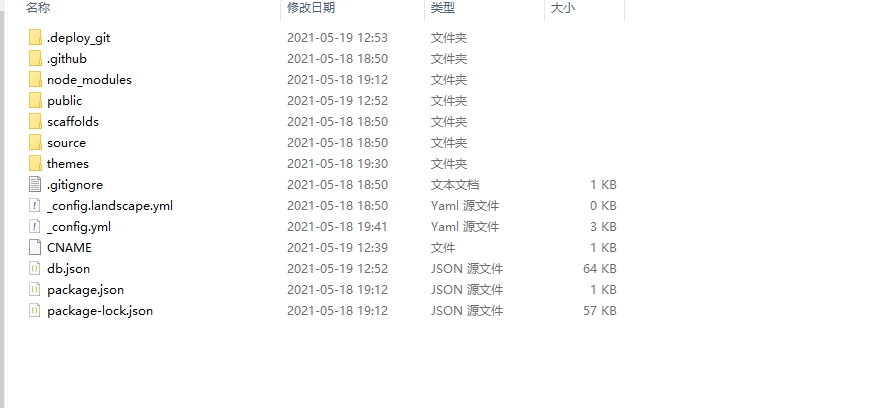 名称 修改日期 类型 大小
.deploy_git 2021-05-19 12:53 文件夹
.github 2021-05-18 18:50 文件夹
node_modules 2021-05-18 19:12 文件夹
public 2021-05-19 12:52 文件夹
scaffolds 2021-05-18 18:50 文件夹
source 2021-05-18 18:50 文件夹
themes 2021-05-18 19:30 文件夹
.gitignore 2021-05-18 18:50 文本文档 1 KB
_config.landscape.yml 2021-05-18 18:50 Yaml 源文件 0 KB
_config.yml 2021-05-18 19:41 Yaml 源文件 3 KB
CNAME 2021-05-19 12:39 文件 1 KB
db.json 2021-05-19 12:52 JSON 源文件 64 KB
package.json 2021-05-18 19:12 JSON 源文件 1 KB
package-lock.json 2021-05-18 19:12 JSON 源文件 57 KB